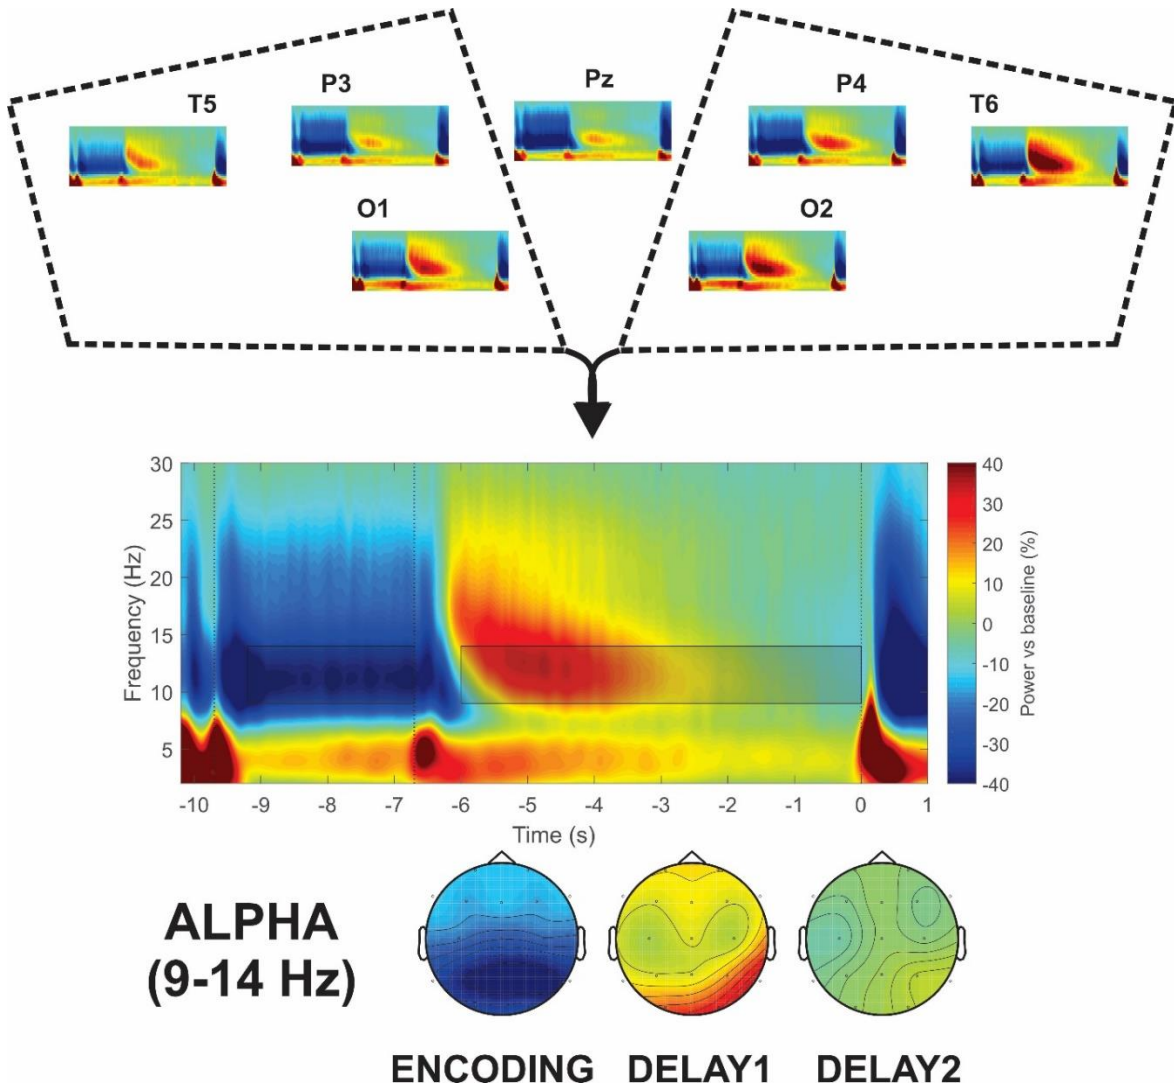 T5
P3
Pz
P4
T6
O1
O2
30
25
20
15
10
5
Frequency (Hz)
-10 -9 -8 -7 -6 -5 -4 -3 -2 -1 0 1
Time (s)
40
30
20
10
0
-10
-20
-30
-40
Power vs baseline (%)
ALPHA
(9-14 Hz)
ENCODING DELAY1 DELAY2